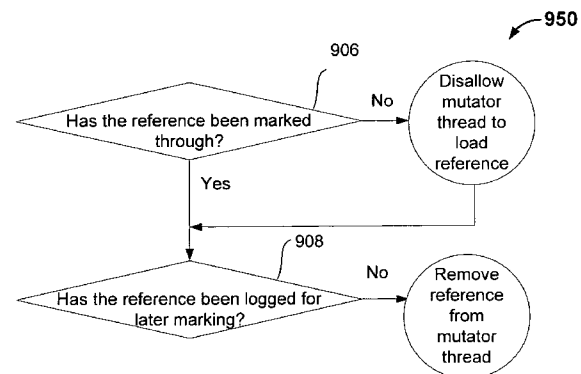 950
906
Has the reference been marked
through?
No
Disallow
mutator
thread to
load
reference
Yes
908
Has the reference been logged for
later marking?
No
Remove
reference
from
mutator
thread